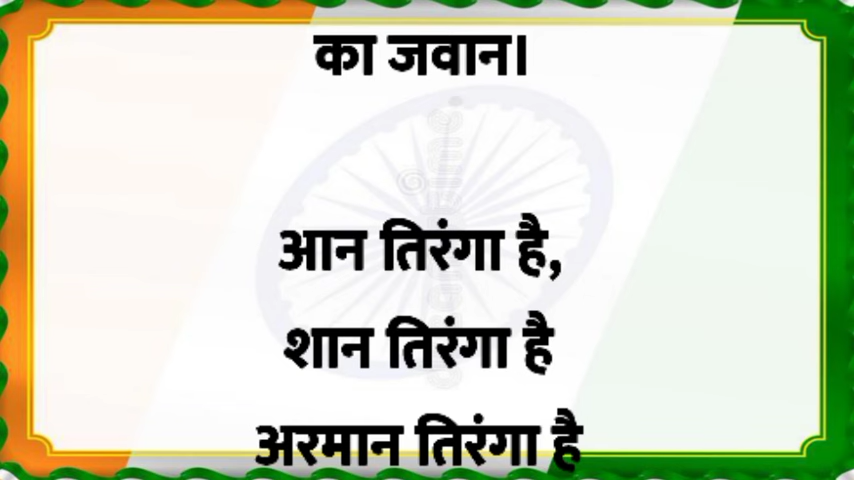 का जवान।
आन तिरंगा है,
शान तिरंगा है
अरमान तिरंगा है